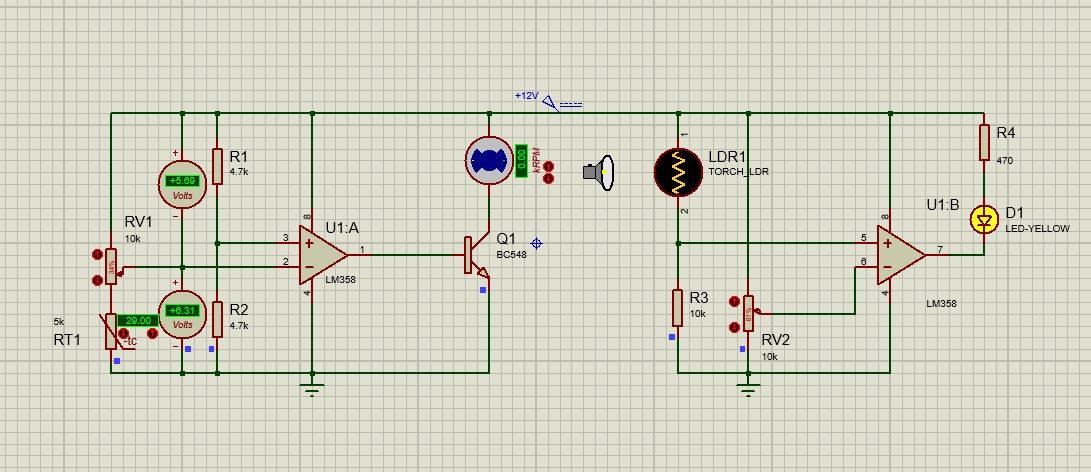 +12V
R1
4.7k
+5.69
Volts
RV1
10k
34%
U1:A
8
3
2
1
4
LM358
0.00
kRPM
Q1
BC548
LDR1
TORCH_LDR
1
2
R4
470
U1:B
D1
LED-YELLOW
8
5
6
7
4
LM358
+6.31
Volts
R2
4.7k
5k
RT1
29.00
-tc
R3
10k
61%
RV2
10k